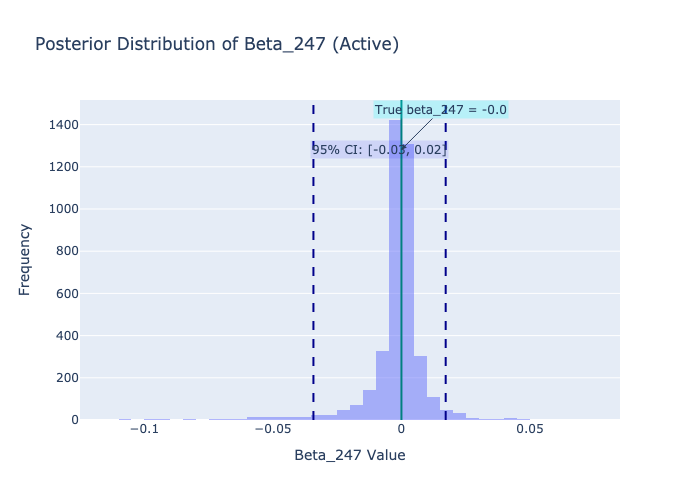 Posterior Distribution of Beta_247 (Active)
True beta_247 = -0.0
95% CI: [-0.03, 0.02]
1400
1200
1000
800
600
400
200
0
Frequency
−0.1
−0.05
0
0.05
Beta_247 Value